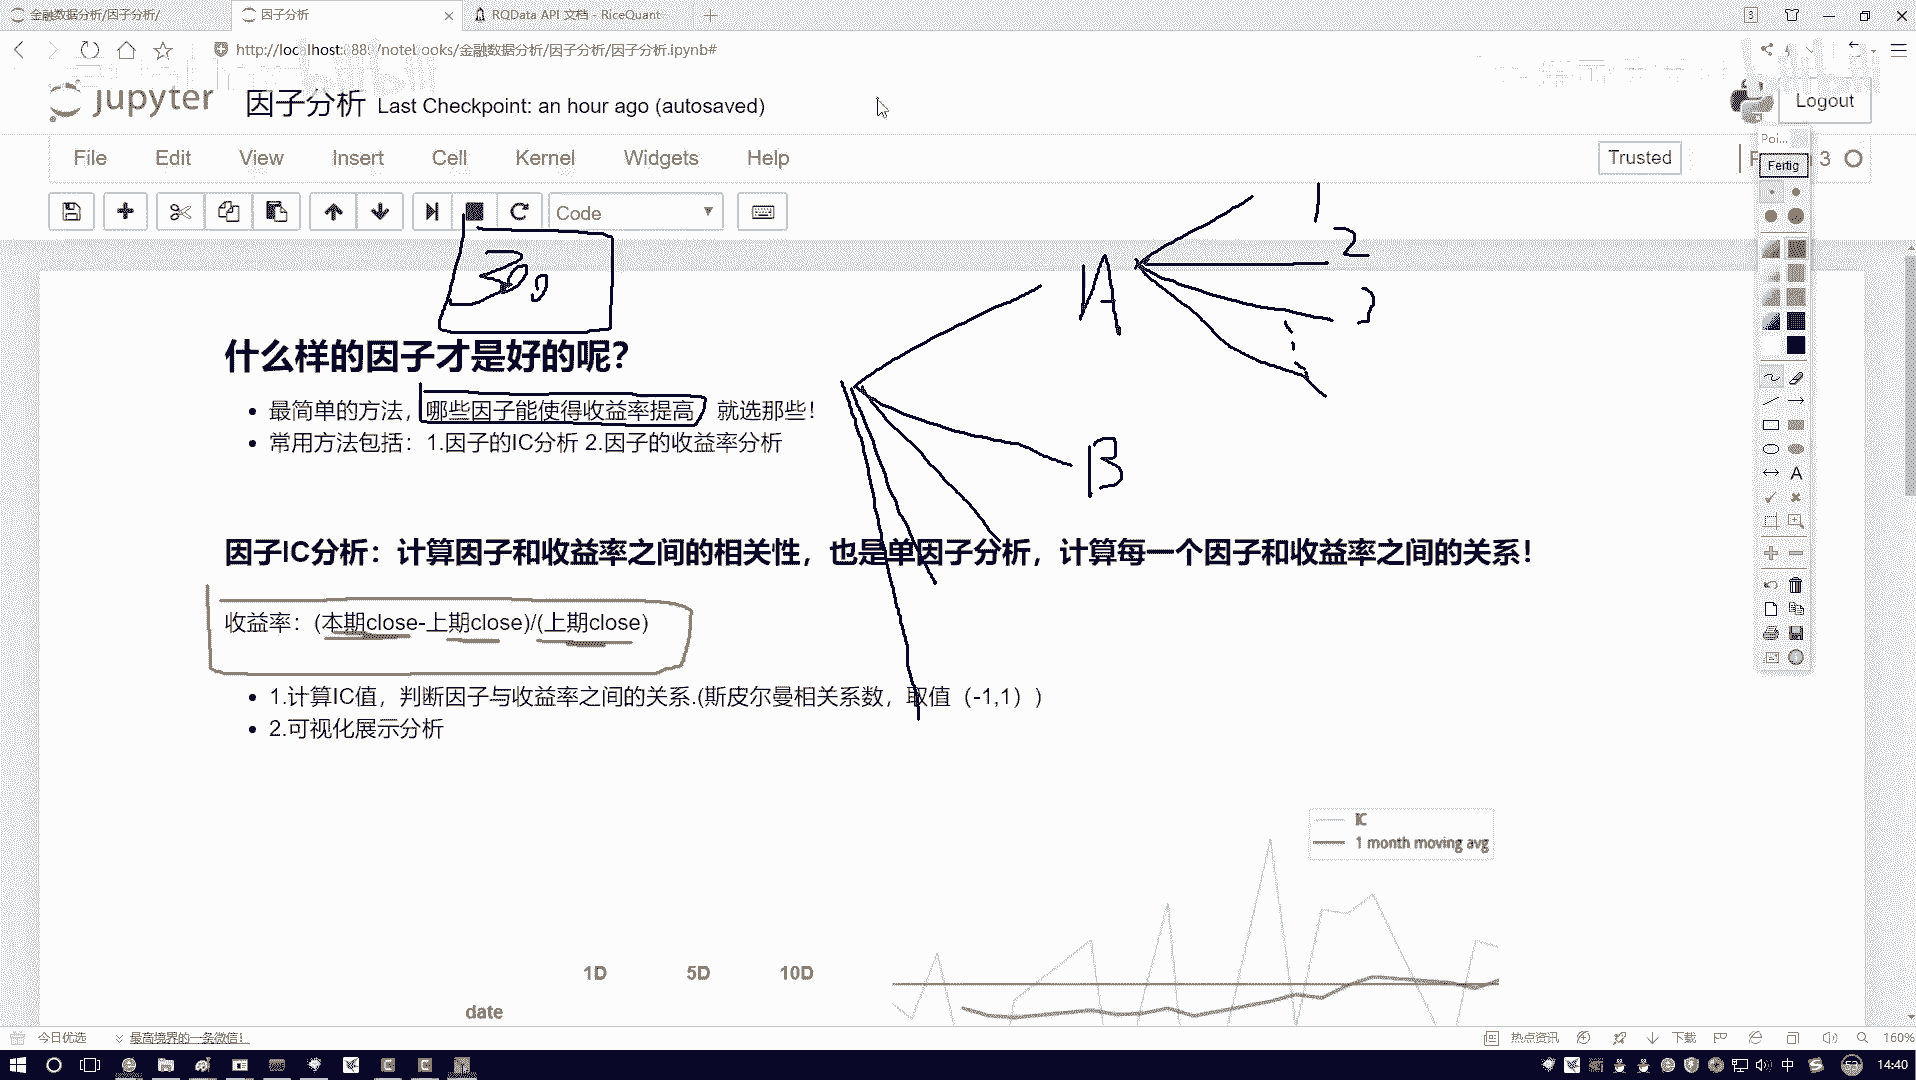 金融数据分析/因子分析/
因子分析
RQData API 文档 - RiceQuant
3
http://localhost:888/notebooks/金融数据分析/因子分析/因子分析.ipynb#
jupyter 因子分析 Last Checkpoint: an hour ago (autosaved)
Logout
File Edit View Insert Cell Kernel Widgets Help
Trusted
3
Poi...
Fertig
Code
1
2
3
A
B
什么样的因子才是好的呢？
最简单的方法，哪些因子能使得收益率提高 就选那些！
常用方法包括：1.因子的IC分析 2.因子的收益率分析
因子IC分析：计算因子和收益率之间的相关性，也是单因子分析，计算每一个因子和收益率之间的关系！
收益率：(本期close-上期close)/(上期close)
1.计算IC值，判断因子与收益率之间的关系.(斯皮尔曼相关系数，取值（-1,1））
2.可视化展示分析
IC
1 month moving avg
1D 5D 10D
date
今日优选
最高境界的一条微信！
热点资讯
下载
160%
中
53
14:40